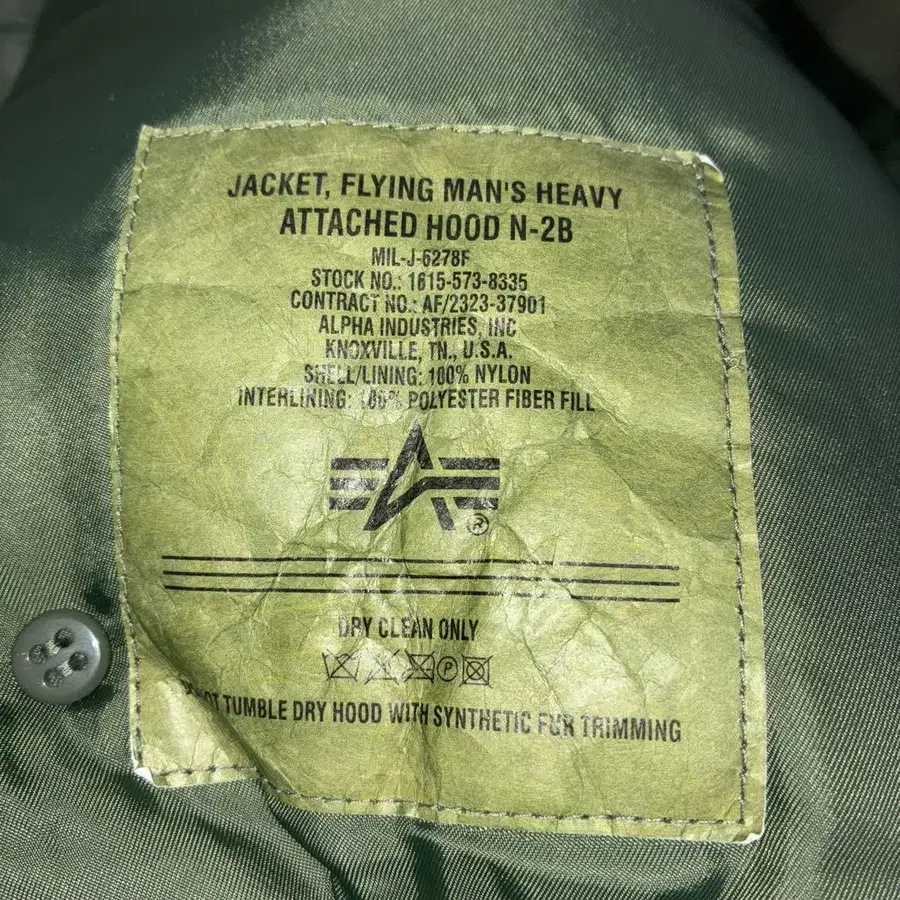 JACKET, FLYING MAN'S HEAVY
ATTACHED HOOD N-2B
MIL-J-6278F
STOCK NO.: 1615-573-8335
CONTRACT NO.: AF/2323-37901
ALPHA INDUSTRIES, INC
KNOXVILLE, TN., U.S.A.
SHELL/LINING: 100% NYLON
INTERLINING: 100% POLYESTER FIBER FILL
®
DRY CLEAN ONLY
P
NOT TUMBLE DRY HOOD WITH SYNTHETIC FUR TRIMMING